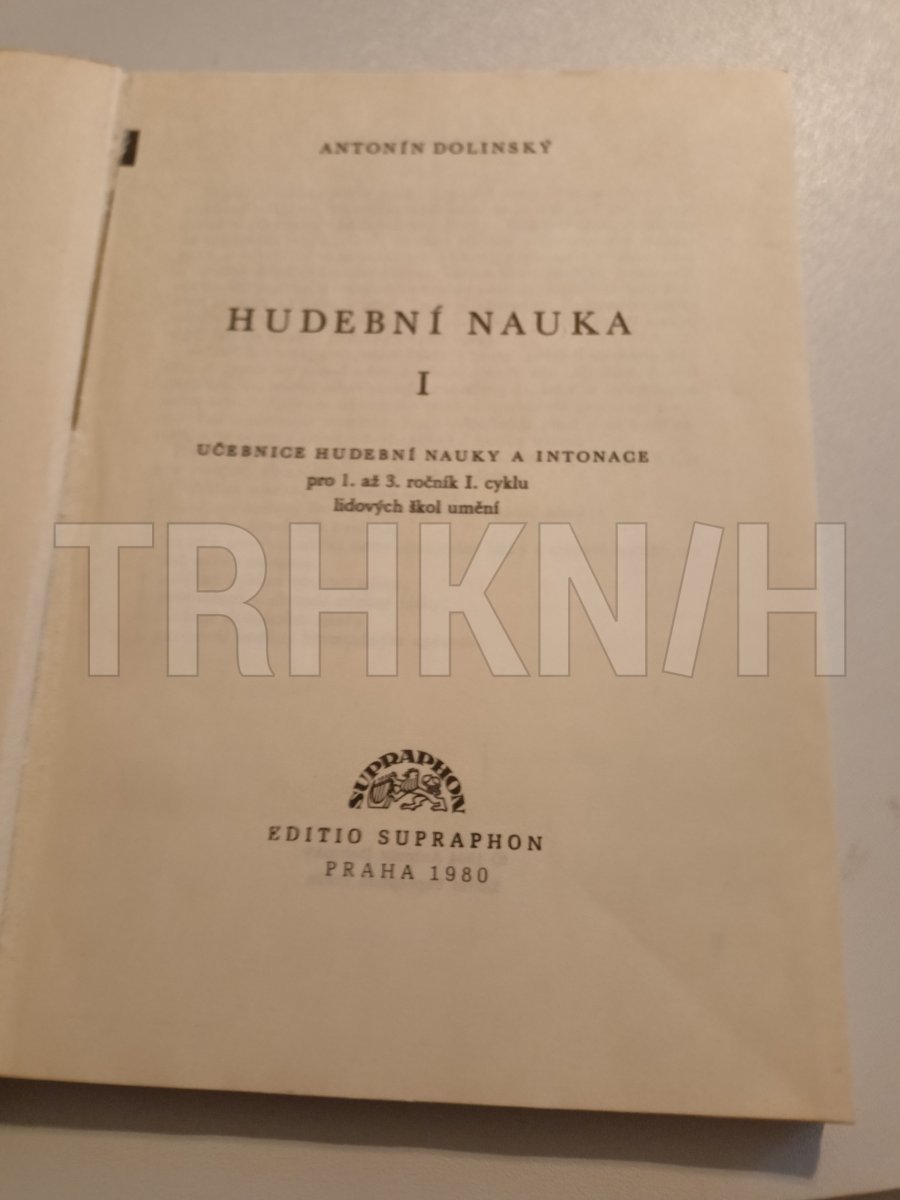 ANTONÍN DOLINSKÝ
HUDEBNÍ NAUKA
I
UČEBNICE HUDEBNÍ NAUKY A INTONACE
pro 1. až 3. ročník I. cyklu
lidových škol umění
TRHKN/H
SUPRAPHON
EDITIO SUPRAPHON
PRAHA 1980